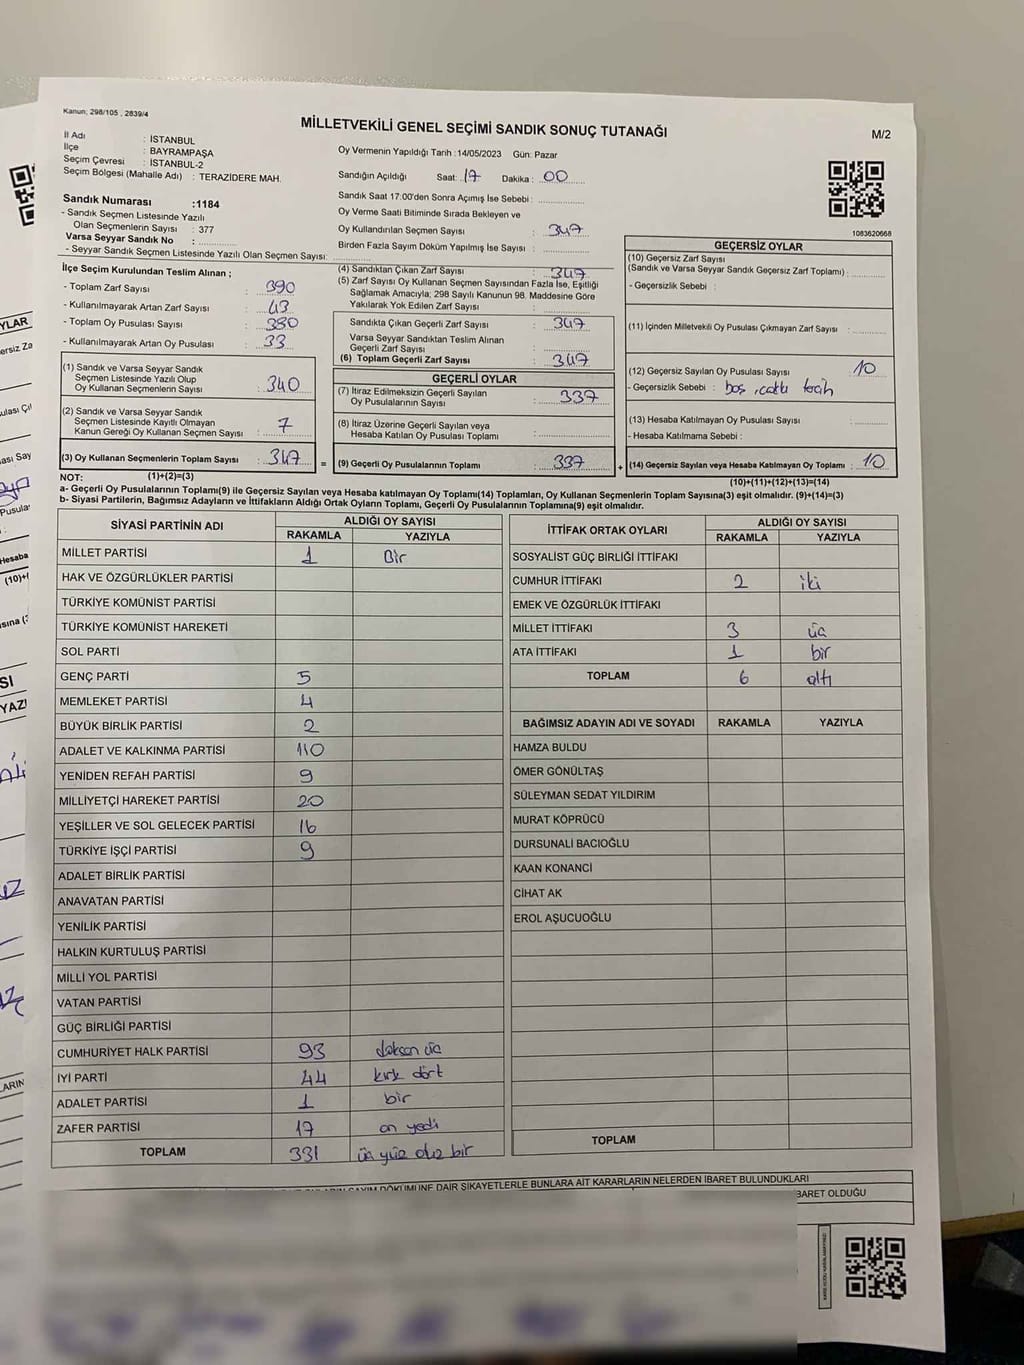 Kanun; 298/105 , 2839/4
MİLLETVEKİLİ GENEL SEÇİMİ SANDIK SONUÇ TUTANAĞI
M/2
İl Adı : İSTANBUL
İlçe : BAYRAMPAŞA
Seçim Çevresi : İSTANBUL-2
Seçim Bölgesi (Mahalle Adı) : TERAZİDERE MAH.
Sandık Numarası :1184
- Sandık Seçmen Listesinde Yazılı
Olan Seçmenlerin Sayısı : 377
Varsa Seyyar Sandık No :
- Seyyar Sandık Seçmen Listesinde Yazılı Olan Seçmen Sayısı:
Oy Vermenin Yapıldığı Tarih :14/05/2023 Gün: Pazar
Sandığın Açıldığı Saat: 17 Dakika : 00
Sandık Saat 17:00'den Sonra Açımış İse Sebebi :
Oy Verme Saati Bitiminde Sırada Bekleyen ve
Oy Kullandırılan Seçmen Sayısı : 347
Birden Fazla Sayım Döküm Yapılmış İse Sayısı :
1083620668
İlçe Seçim Kurulundan Teslim Alınan ;
- Toplam Zarf Sayısı : 390
- Kullanılmayarak Artan Zarf Sayısı : 43
- Toplam Oy Pusulası Sayısı : 380
- Kullanılmayarak Artan Oy Pusulası : 33
(1) Sandık ve Varsa Seyyar Sandık
Seçmen Listesinde Yazılı Olup
Oy Kullanan Seçmenlerin Sayısı : 340
(2) Sandık ve Varsa Seyyar Sandık
Seçmen Listesinde Kayıtlı Olmayan
Kanun Gereği Oy Kullanan Seçmen Sayısı : 7
(3) Oy Kullanan Seçmenlerin Toplam Sayısı : 347
(4) Sandıktan Çıkan Zarf Sayısı : 347
(5) Zarf Sayısı Oy Kullanan Seçmen Sayısından Fazla İse, Eşitliği
Sağlamak Amacıyla; 298 Sayılı Kanunun 98. Maddesine Göre
Yakılarak Yok Edilen Zarf Sayısı :
Sandıkta Çıkan Geçerli Zarf Sayısı : 347
Varsa Seyyar Sandıktan Teslim Alınan
Geçerli Zarf Sayısı :
(6) Toplam Geçerli Zarf Sayısı : 347
GEÇERLİ OYLAR
(7) İtiraz Edilmeksizin Geçerli Sayılan
Oy Pusulalarının Sayısı : 337
(8) İtiraz Üzerine Geçerli Sayılan veya
Hesaba Katılan Oy Pusulası Toplamı :
= (9) Geçerli Oy Pusulalarının Toplamı : 337
GEÇERSİZ OYLAR
(10) Geçersiz Zarf Sayısı
(Sandık ve Varsa Seyyar Sandık Geçersiz Zarf Toplamı) :
- Geçersizlik Sebebi :
(11) İçinden Milletvekili Oy Pusulası Çıkmayan Zarf Sayısı :
(12) Geçersiz Sayılan Oy Pusulası Sayısı : 10
- Geçersizlik Sebebi : boş
(13) Hesaba Katılmayan Oy Pusulası Sayısı :
- Hesaba Katılmama Sebebi :
+ (14) Geçersiz Sayılan veya Hesaba Katılmayan Oy Toplamı : 10
NOT: (1)+(2)=(3)
(10)+(11)+(12)+(13)=(14)
a- Geçerli Oy Pusulalarının Toplamı(9) ile Geçersiz Sayılan veya Hesaba katılmayan Oy Toplamı(14) Toplamları, Oy Kullanan Seçmenlerin Toplam Sayısına(3) eşit olmalıdır. (9)+(14)=(3)
b- Siyasi Partilerin, Bağımsız Adayların ve İttifakların Aldığı Ortak Oyların Toplamı, Geçerli Oy Pusulalarının Toplamına(9) eşit olmalıdır.
SİYASİ PARTİNİN ADI
ALDIĞI OY SAYISI
RAKAMLA YAZIYLA
MİLLET PARTİSİ 1 Bir
HAK VE ÖZGÜRLÜKLER PARTİSİ
TÜRKİYE KOMÜNİST PARTİSİ
TÜRKİYE KOMÜNİST HAREKETİ
SOL PARTİ
GENÇ PARTİ 5
MEMLEKET PARTİSİ 4
BÜYÜK BİRLİK PARTİSİ 2
ADALET VE KALKINMA PARTİSİ 110
YENİDEN REFAH PARTİSİ 9
MİLLİYETÇİ HAREKET PARTİSİ 20
YEŞİLLER VE SOL GELECEK PARTİSİ 16
TÜRKİYE İŞÇİ PARTİSİ 9
ADALET BİRLİK PARTİSİ
ANAVATAN PARTİSİ
YENİLİK PARTİSİ
HALKIN KURTULUŞ PARTİSİ
MİLLİ YOL PARTİSİ
VATAN PARTİSİ
GÜÇ BİRLİĞİ PARTİSİ
CUMHURİYET HALK PARTİSİ 93 doksan üç
İYİ PARTİ 44 kırk dört
ADALET PARTİSİ 1 bir
ZAFER PARTİSİ 17 on yedi
TOPLAM 331 üç yüz otuz bir
İTTİFAK ORTAK OYLARI
ALDIĞI OY SAYISI
RAKAMLA YAZIYLA
SOSYALİST GÜÇ BİRLİĞİ İTTİFAKI
CUMHUR İTTİFAKI 2 iki
EMEK VE ÖZGÜRLÜK İTTİFAKI
MİLLET İTTİFAKI 3 üç
ATA İTTİFAKI 1 bir
TOPLAM 6 altı
BAĞIMSIZ ADAYIN ADI VE SOYADI RAKAMLA YAZIYLA
HAMZA BULDU
ÖMER GÖNÜLTAŞ
SÜLEYMAN SEDAT YILDIRIM
MURAT KÖPRÜCÜ
DURSUNALİ BACIOĞLU
KAAN KONANCİ
CİHAT AK
EROL AŞUCUOĞLU
TOPLAM
SAYIM DÖKÜMÜNE DAİR ŞİKAYETLERLE BUNLARA AİT KARARLARIN NELERDEN İBARET BULUNDUKLARI
BARET OLDUĞU